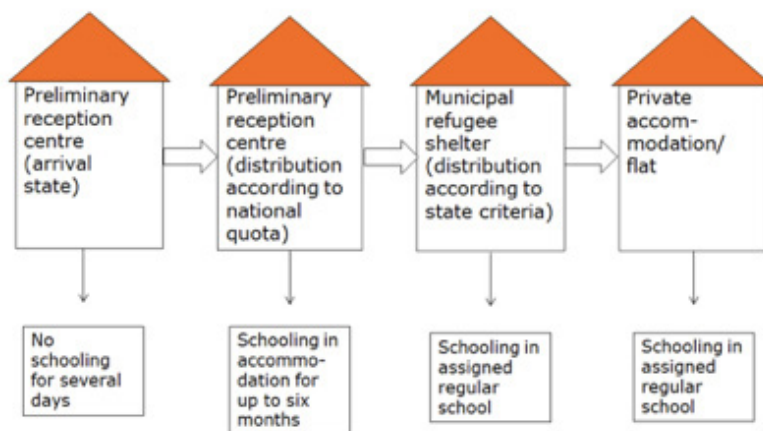 Preliminary
reception
centre
(arrival
state)
Preliminary
reception
centre
(distribution
according to
national
quota)
Municipal
refugee
shelter
(distribution
according to
state criteria)
Private
accom-
modation/
flat
No
schooling
for several
days
Schooling in
accommo-
dation for
up to six
months
Schooling in
assigned
regular
school
Schooling in
assigned
regular
school